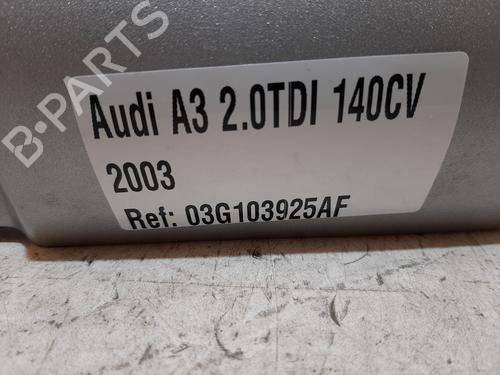 B-PARTS
Audi A3 2.0TDI 140CV
2003
Ref: 03G103925AF